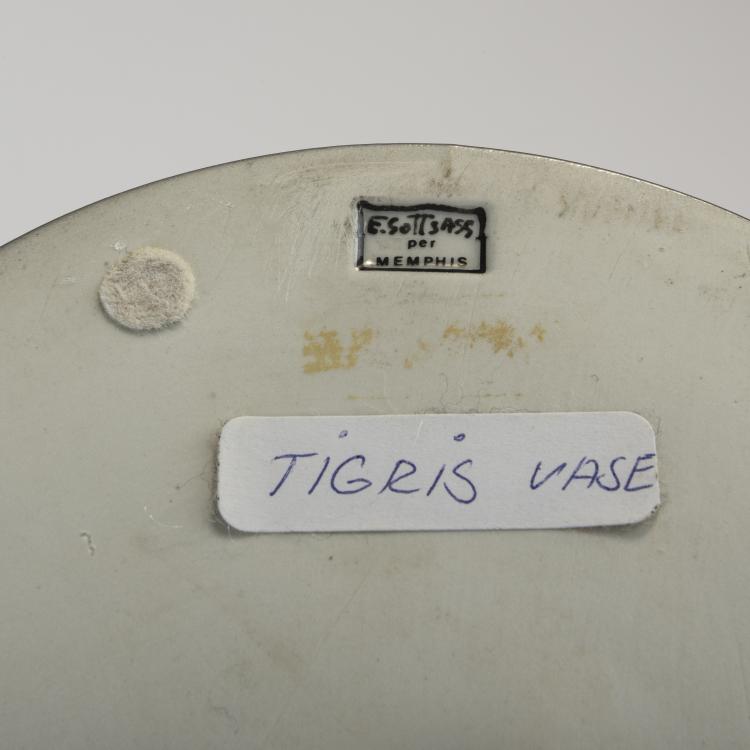 E. SOTTSASS
per
MEMPHIS
TIGRIS VASE